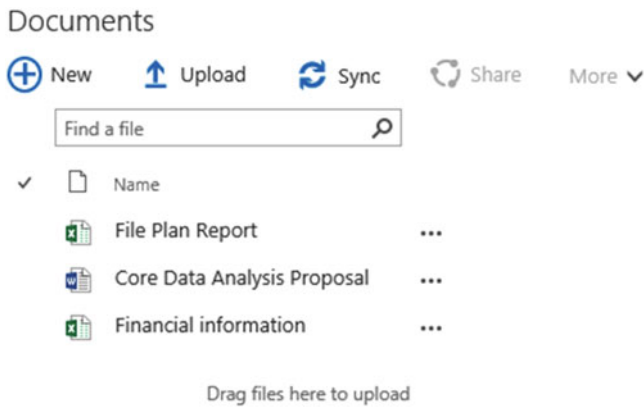 Documents
New Upload Sync Share More
Find a file
Name
File Plan Report ...
Core Data Analysis Proposal ...
Financial information ...
Drag files here to upload